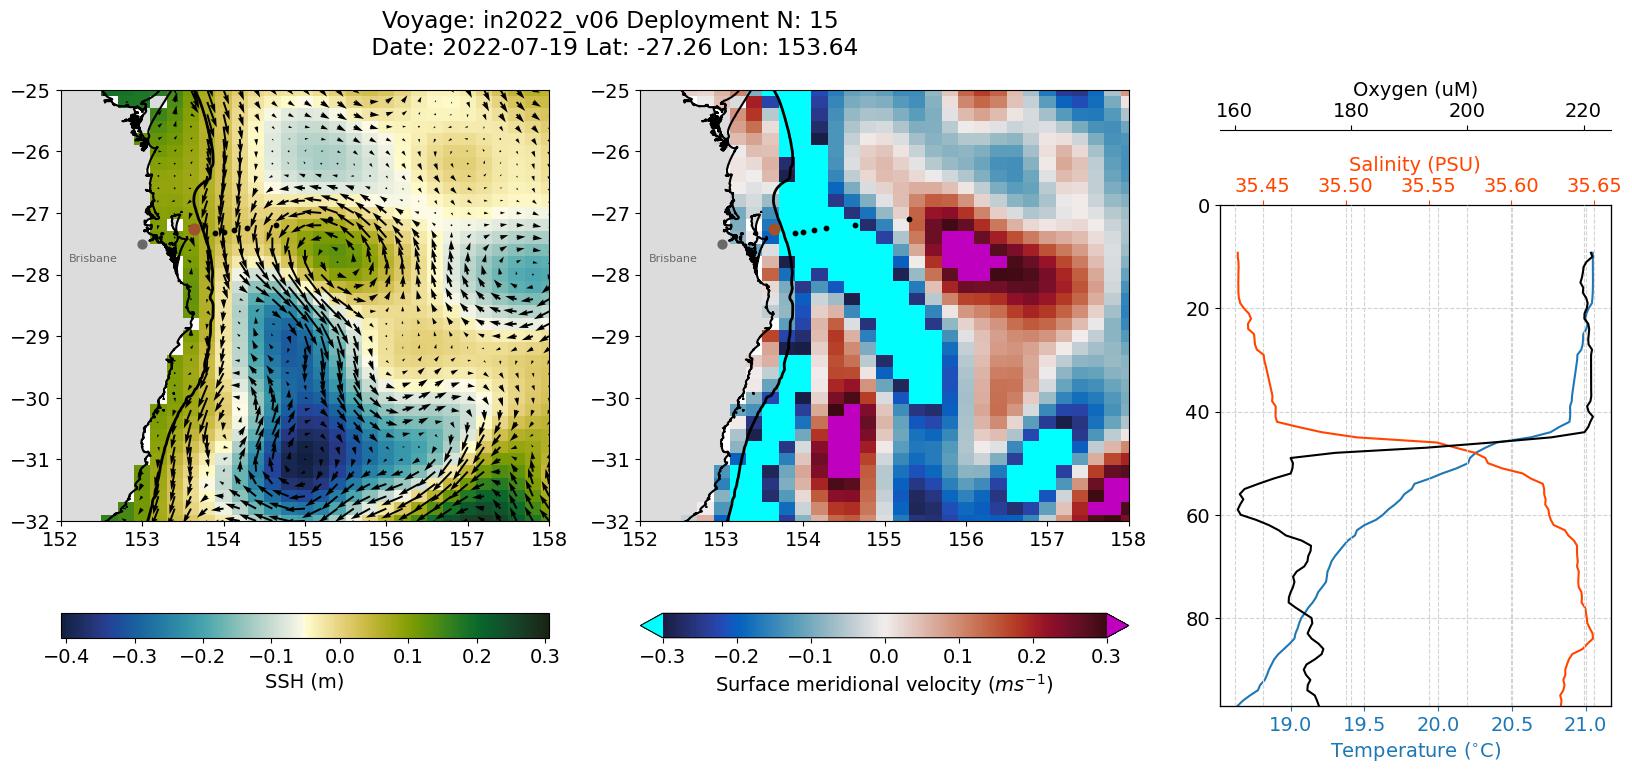 Voyage: in2022_v06 Deployment N: 15
Date: 2022-07-19 Lat: -27.26 Lon: 153.64
−25
−26
−27
−28
−29
−30
−31
−32
152 153 154 155 156 157 158
Brisbane
−0.4 −0.3 −0.2 −0.1 0.0 0.1 0.2 0.3
SSH (m)
−25
−26
−27
−28
−29
−30
−31
−32
152 153 154 155 156 157 158
Brisbane
−0.3 −0.2 −0.1 0.0 0.1 0.2 0.3
Surface meridional velocity (ms⁻¹)
Oxygen (uM)
160 180 200 220
Salinity (PSU)
35.45 35.50 35.55 35.60 35.65
0
20
40
60
80
19.0 19.5 20.0 20.5 21.0
Temperature (°C)